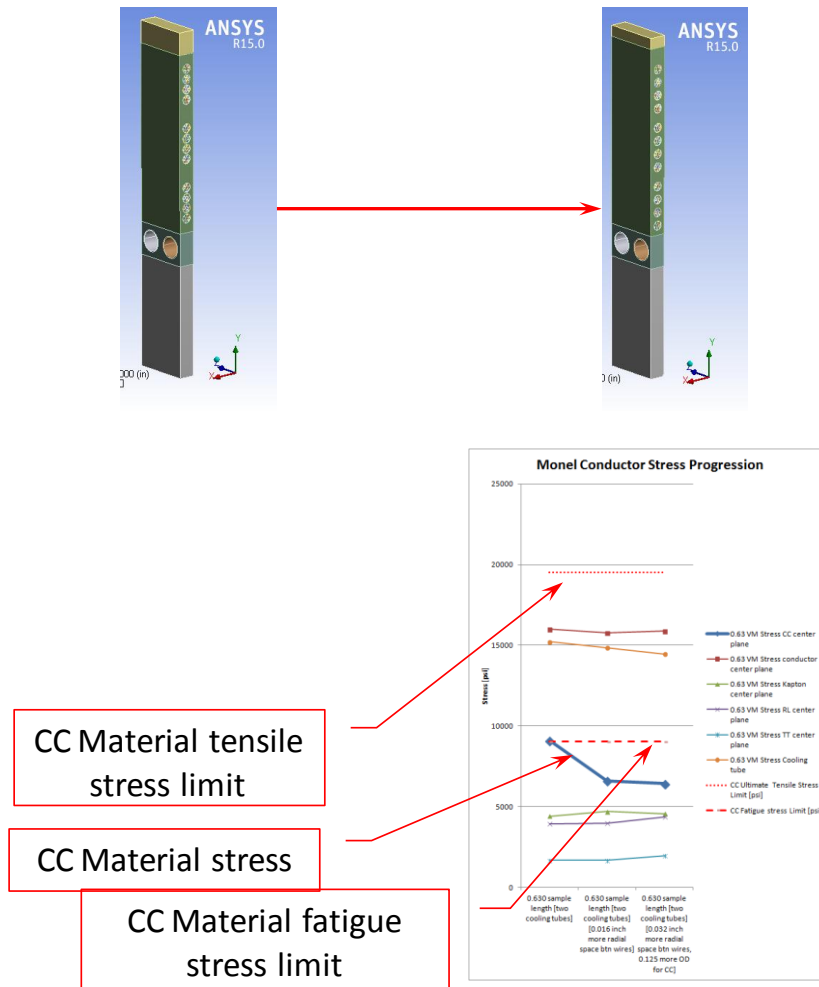 ANSYS
R15.0
Y
X
000 (in)
ANSYS
R15.0
Y
X
0 (in)
Monel Conductor Stress Progression
25000
20000
15000
10000
5000
0
Stress [psi]
0.630 sample
length [two
cooling tubes]
0.630 sample
length [two
cooling tubes]
[0.016 inch
more radial
space btn wires]
0.630 sample
length [two
cooling tubes]
[0.032 inch
more radial
space btn wires,
0.125 more OD
for CC]
0.63 VM Stress CC center
plane
0.63 VM Stress conductor
center plane
0.63 VM Stress Kapton
center plane
0.63 VM Stress RL center
plane
0.63 VM Stress TT center
plane
0.63 VM Stress Cooling
tube
CC Ultimate Tensile Stress
Limit [psi]
CC Fatigue stress Limit [psi
CC Material tensile
stress limit
CC Material stress
CC Material fatigue
stress limit